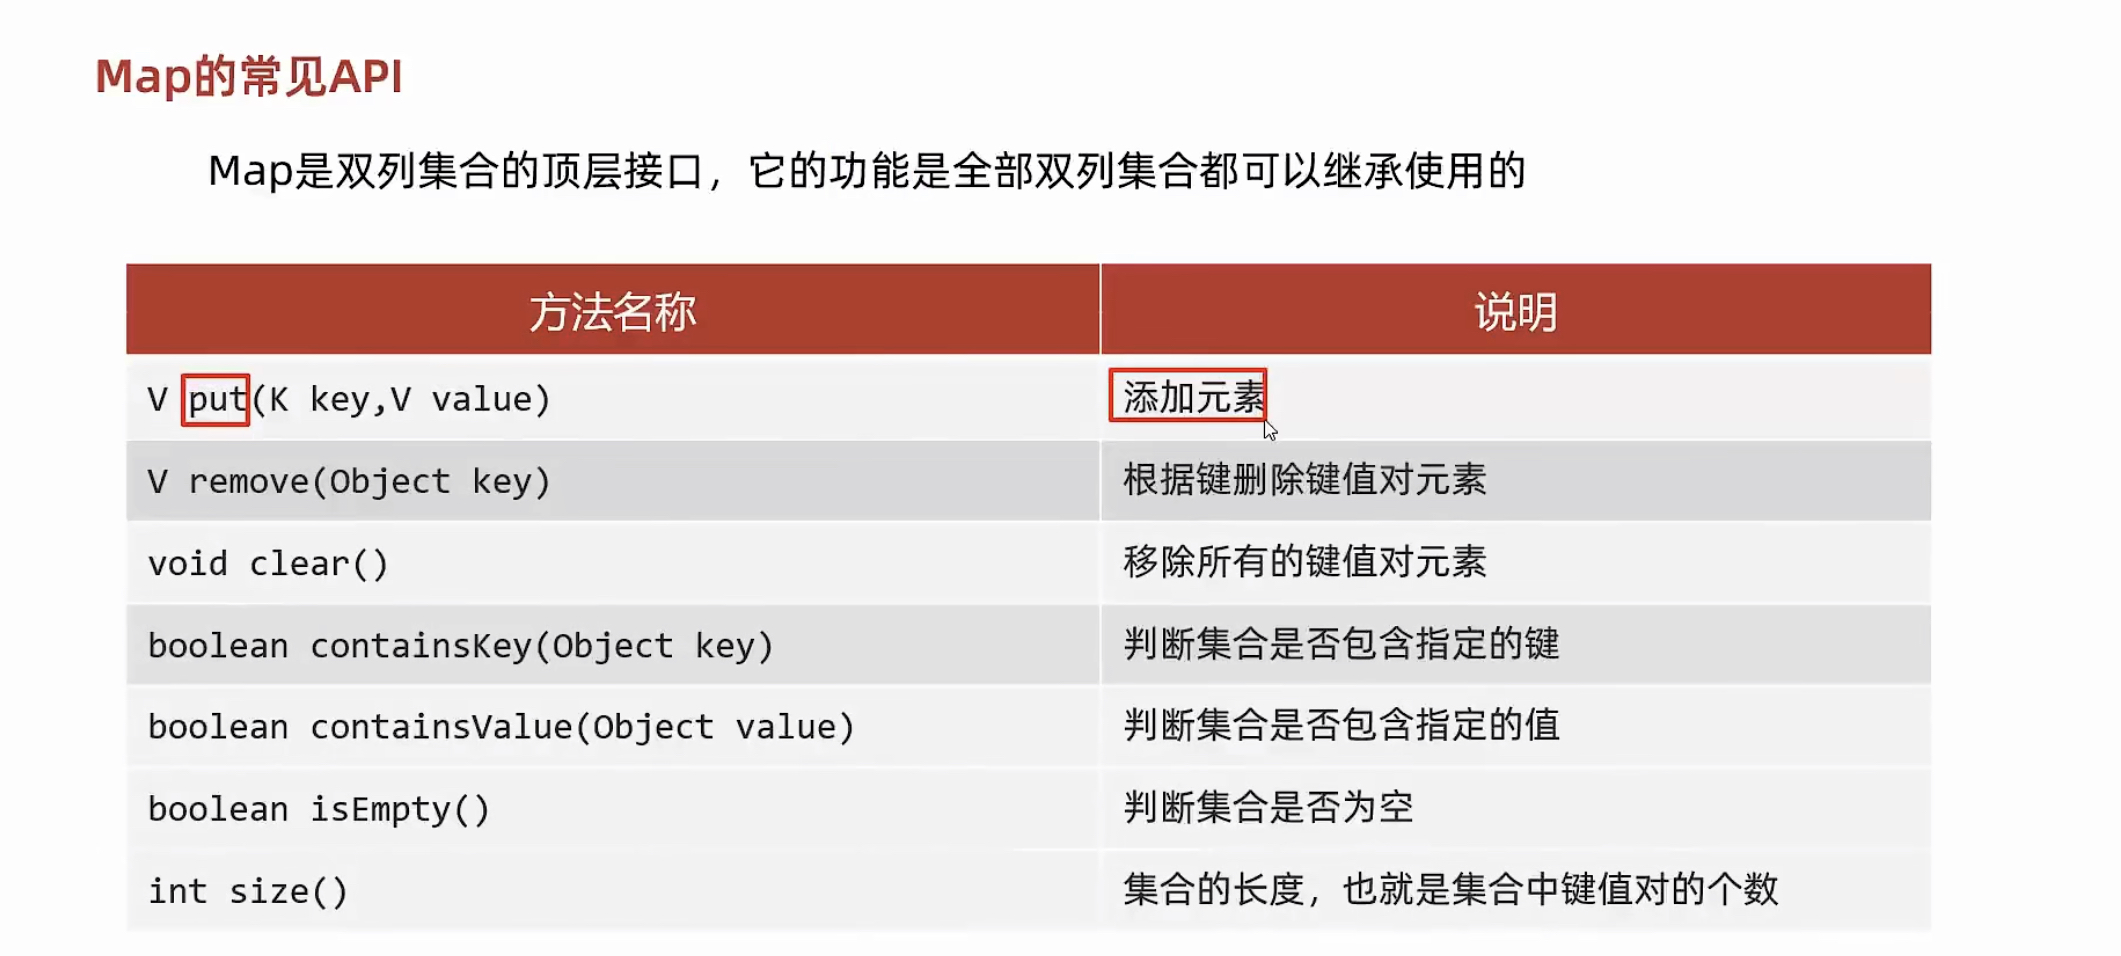 Map的常见API
Map是双列集合的顶层接口，它的功能是全部双列集合都可以继承使用的
方法名称 说明
V put(K key,V value) 添加元素
V remove(Object key) 根据键删除键值对元素
void clear() 移除所有的键值对元素
boolean containsKey(Object key) 判断集合是否包含指定的键
boolean containsValue(Object value) 判断集合是否包含指定的值
boolean isEmpty() 判断集合是否为空
int size() 集合的长度，也就是集合中键值对的个数